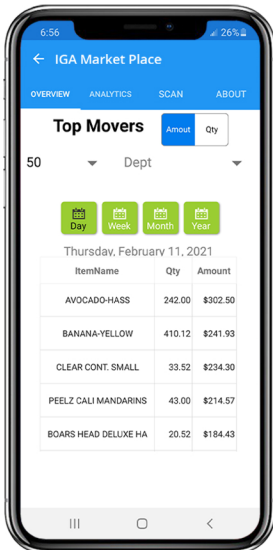 6:56 26%
← IGA Market Place
OVERVIEW ANALYTICS SCAN ABOUT
Top Movers Amout Qty
50 Dept
Day Week Month Year
Thursday, February 11, 2021
ItemName Qty Amount
AVOCADO-HASS 242.00 $302.50
BANANA-YELLOW 410.12 $241.93
CLEAR CONT. SMALL 33.52 $234.30
PEELZ CALI MANDARINS 43.00 $214.57
BOARS HEAD DELUXE HA 20.52 $184.43